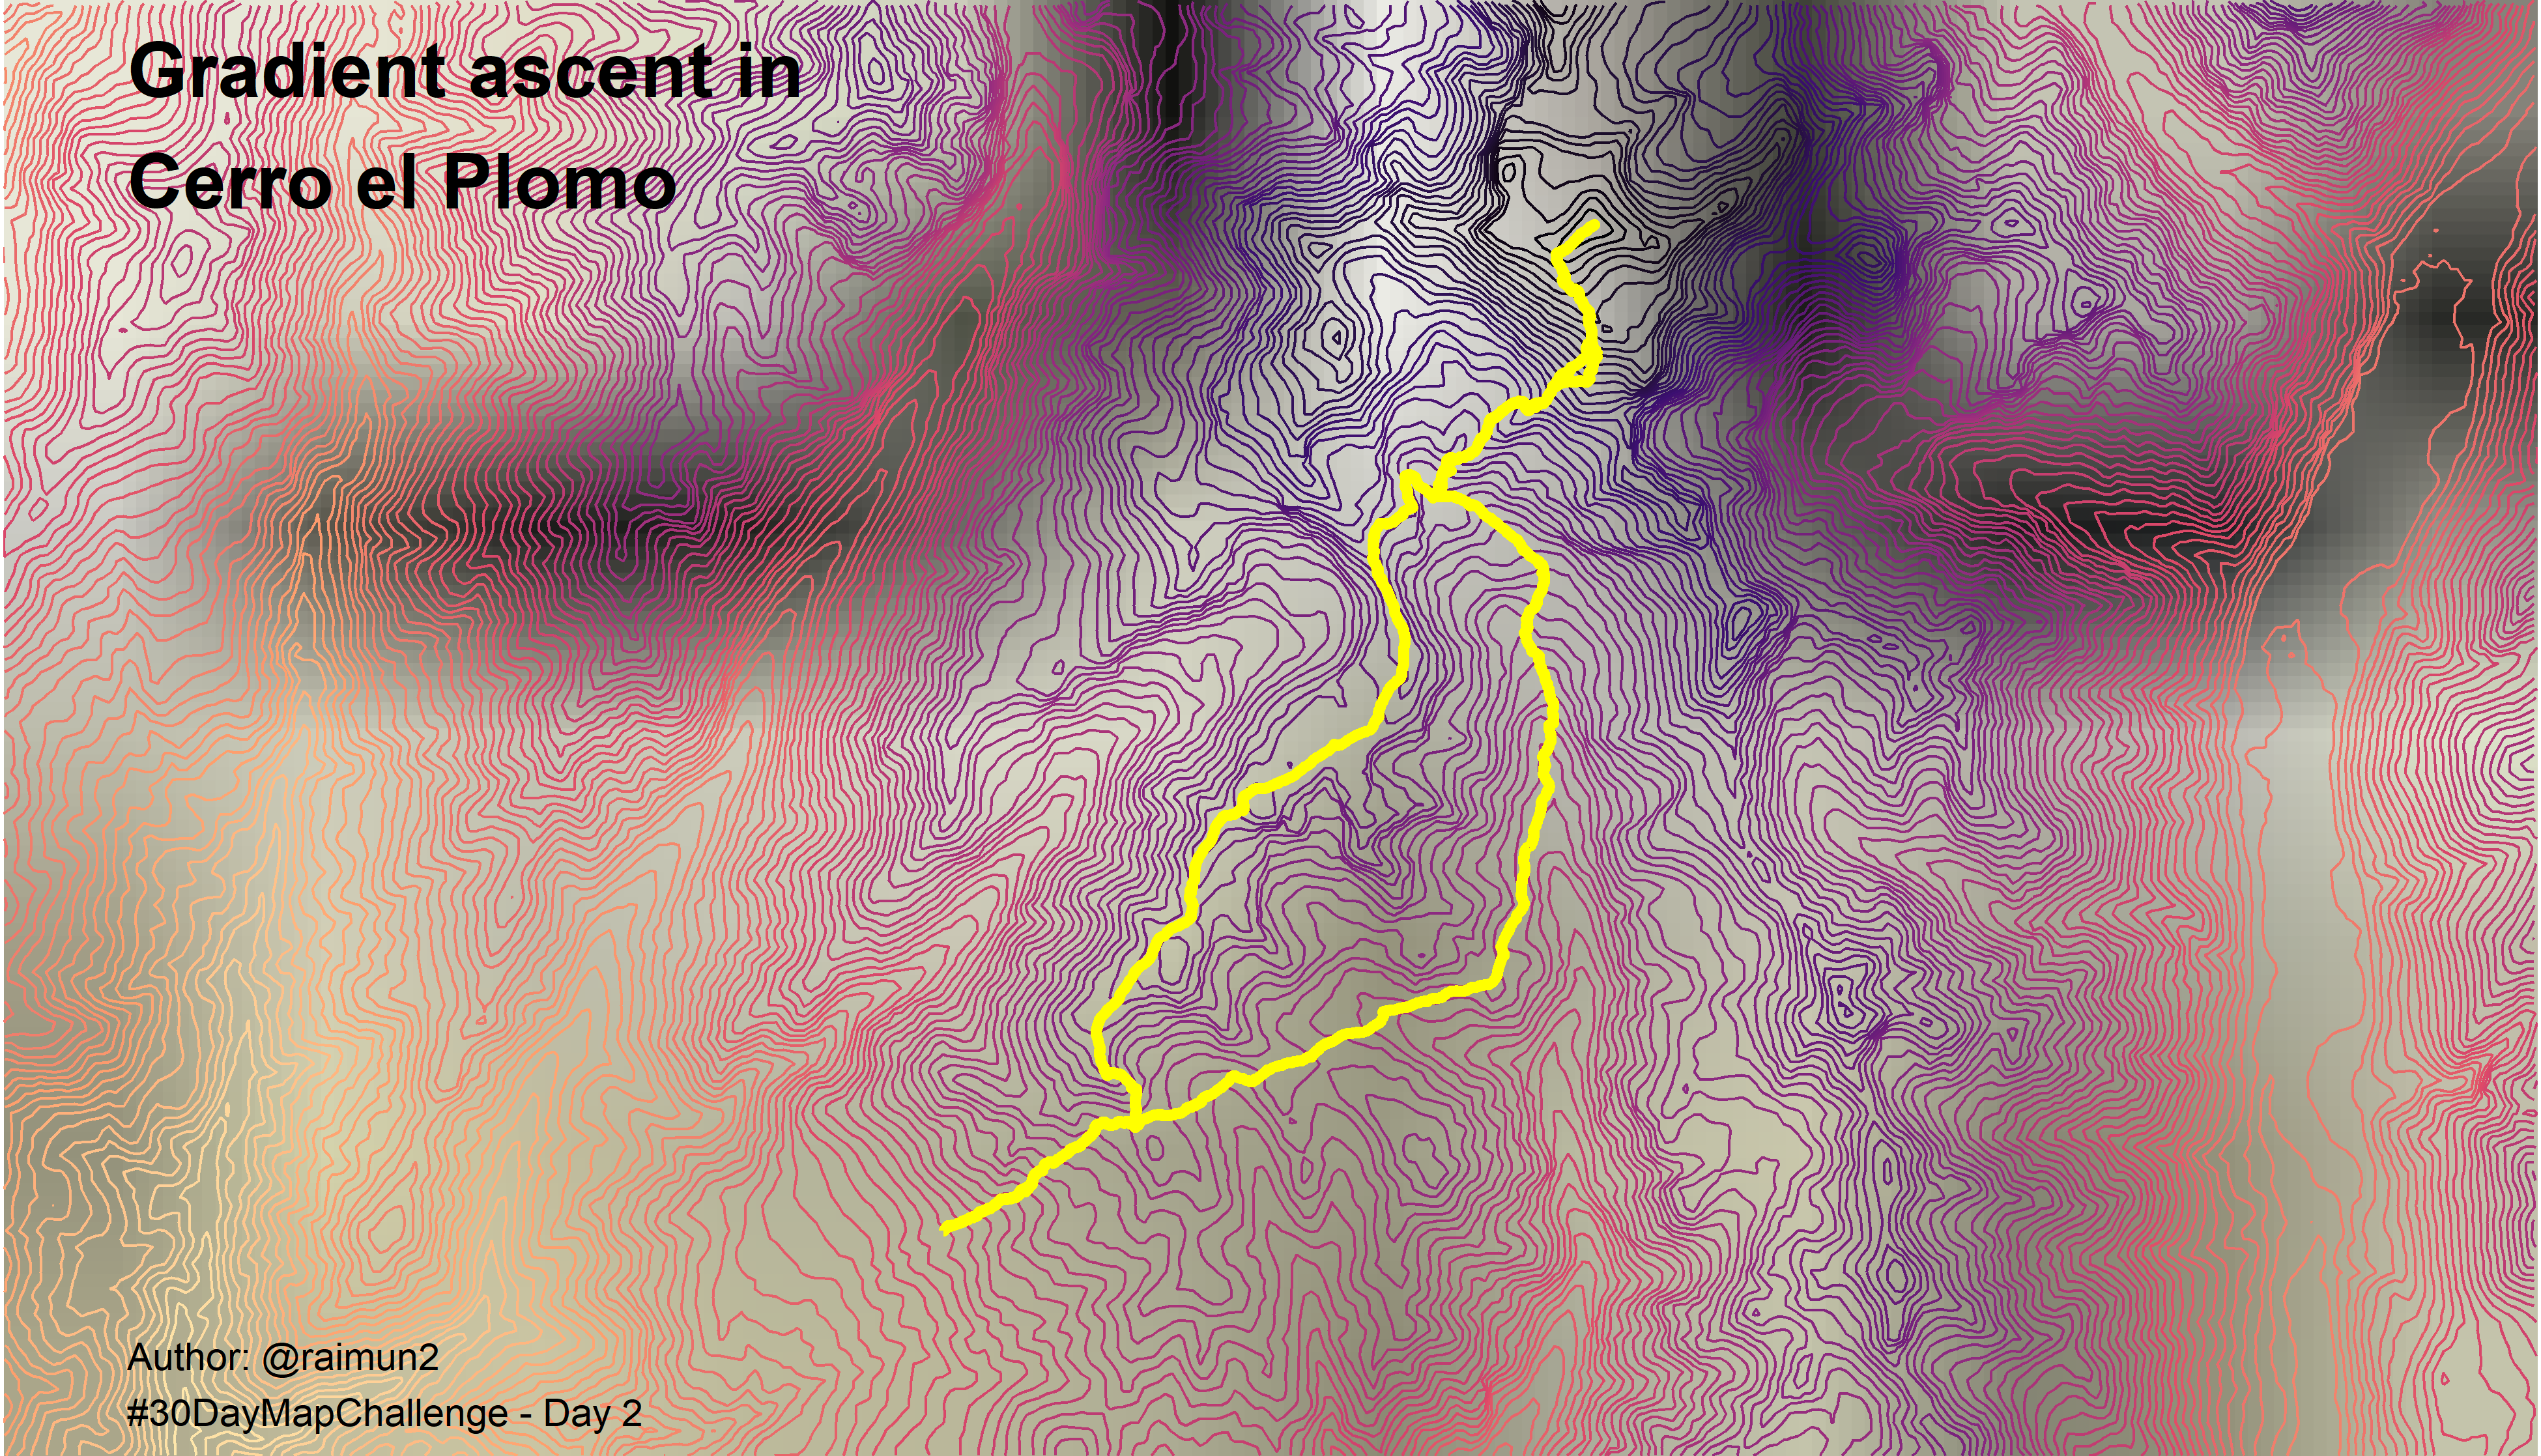 Gradient ascent in
Cerro el Plomo
Author: @raimun2
#30DayMapChallenge - Day 2